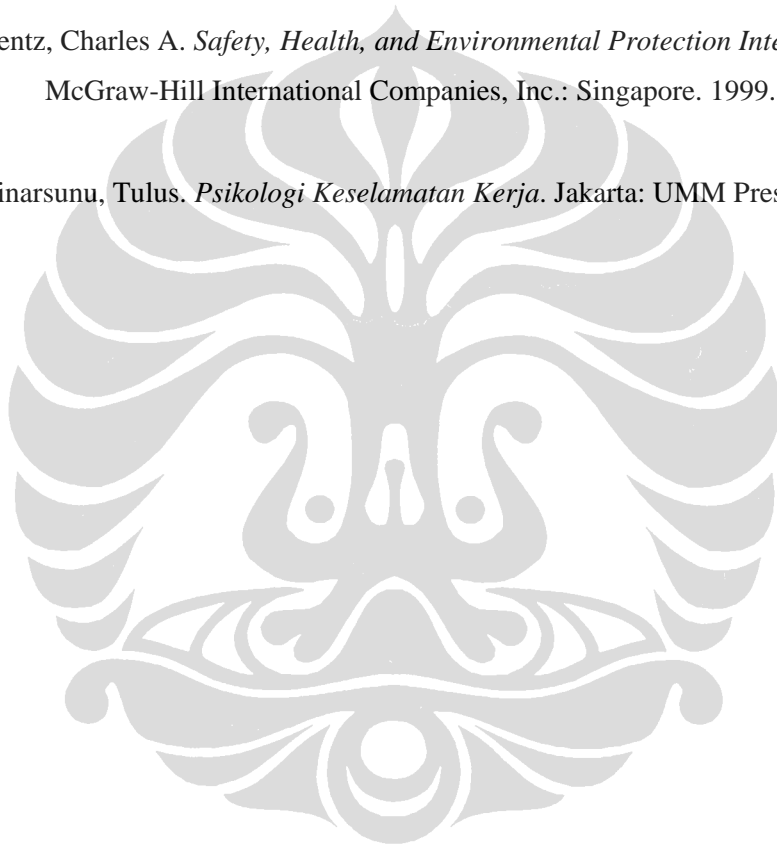 entz, Charles A. Safety, Health, and Environmental Protection Inte
McGraw-Hill International Companies, Inc.: Singapore. 1999.
inarsunu, Tulus. Psikologi Keselamatan Kerja. Jakarta: UMM Pres